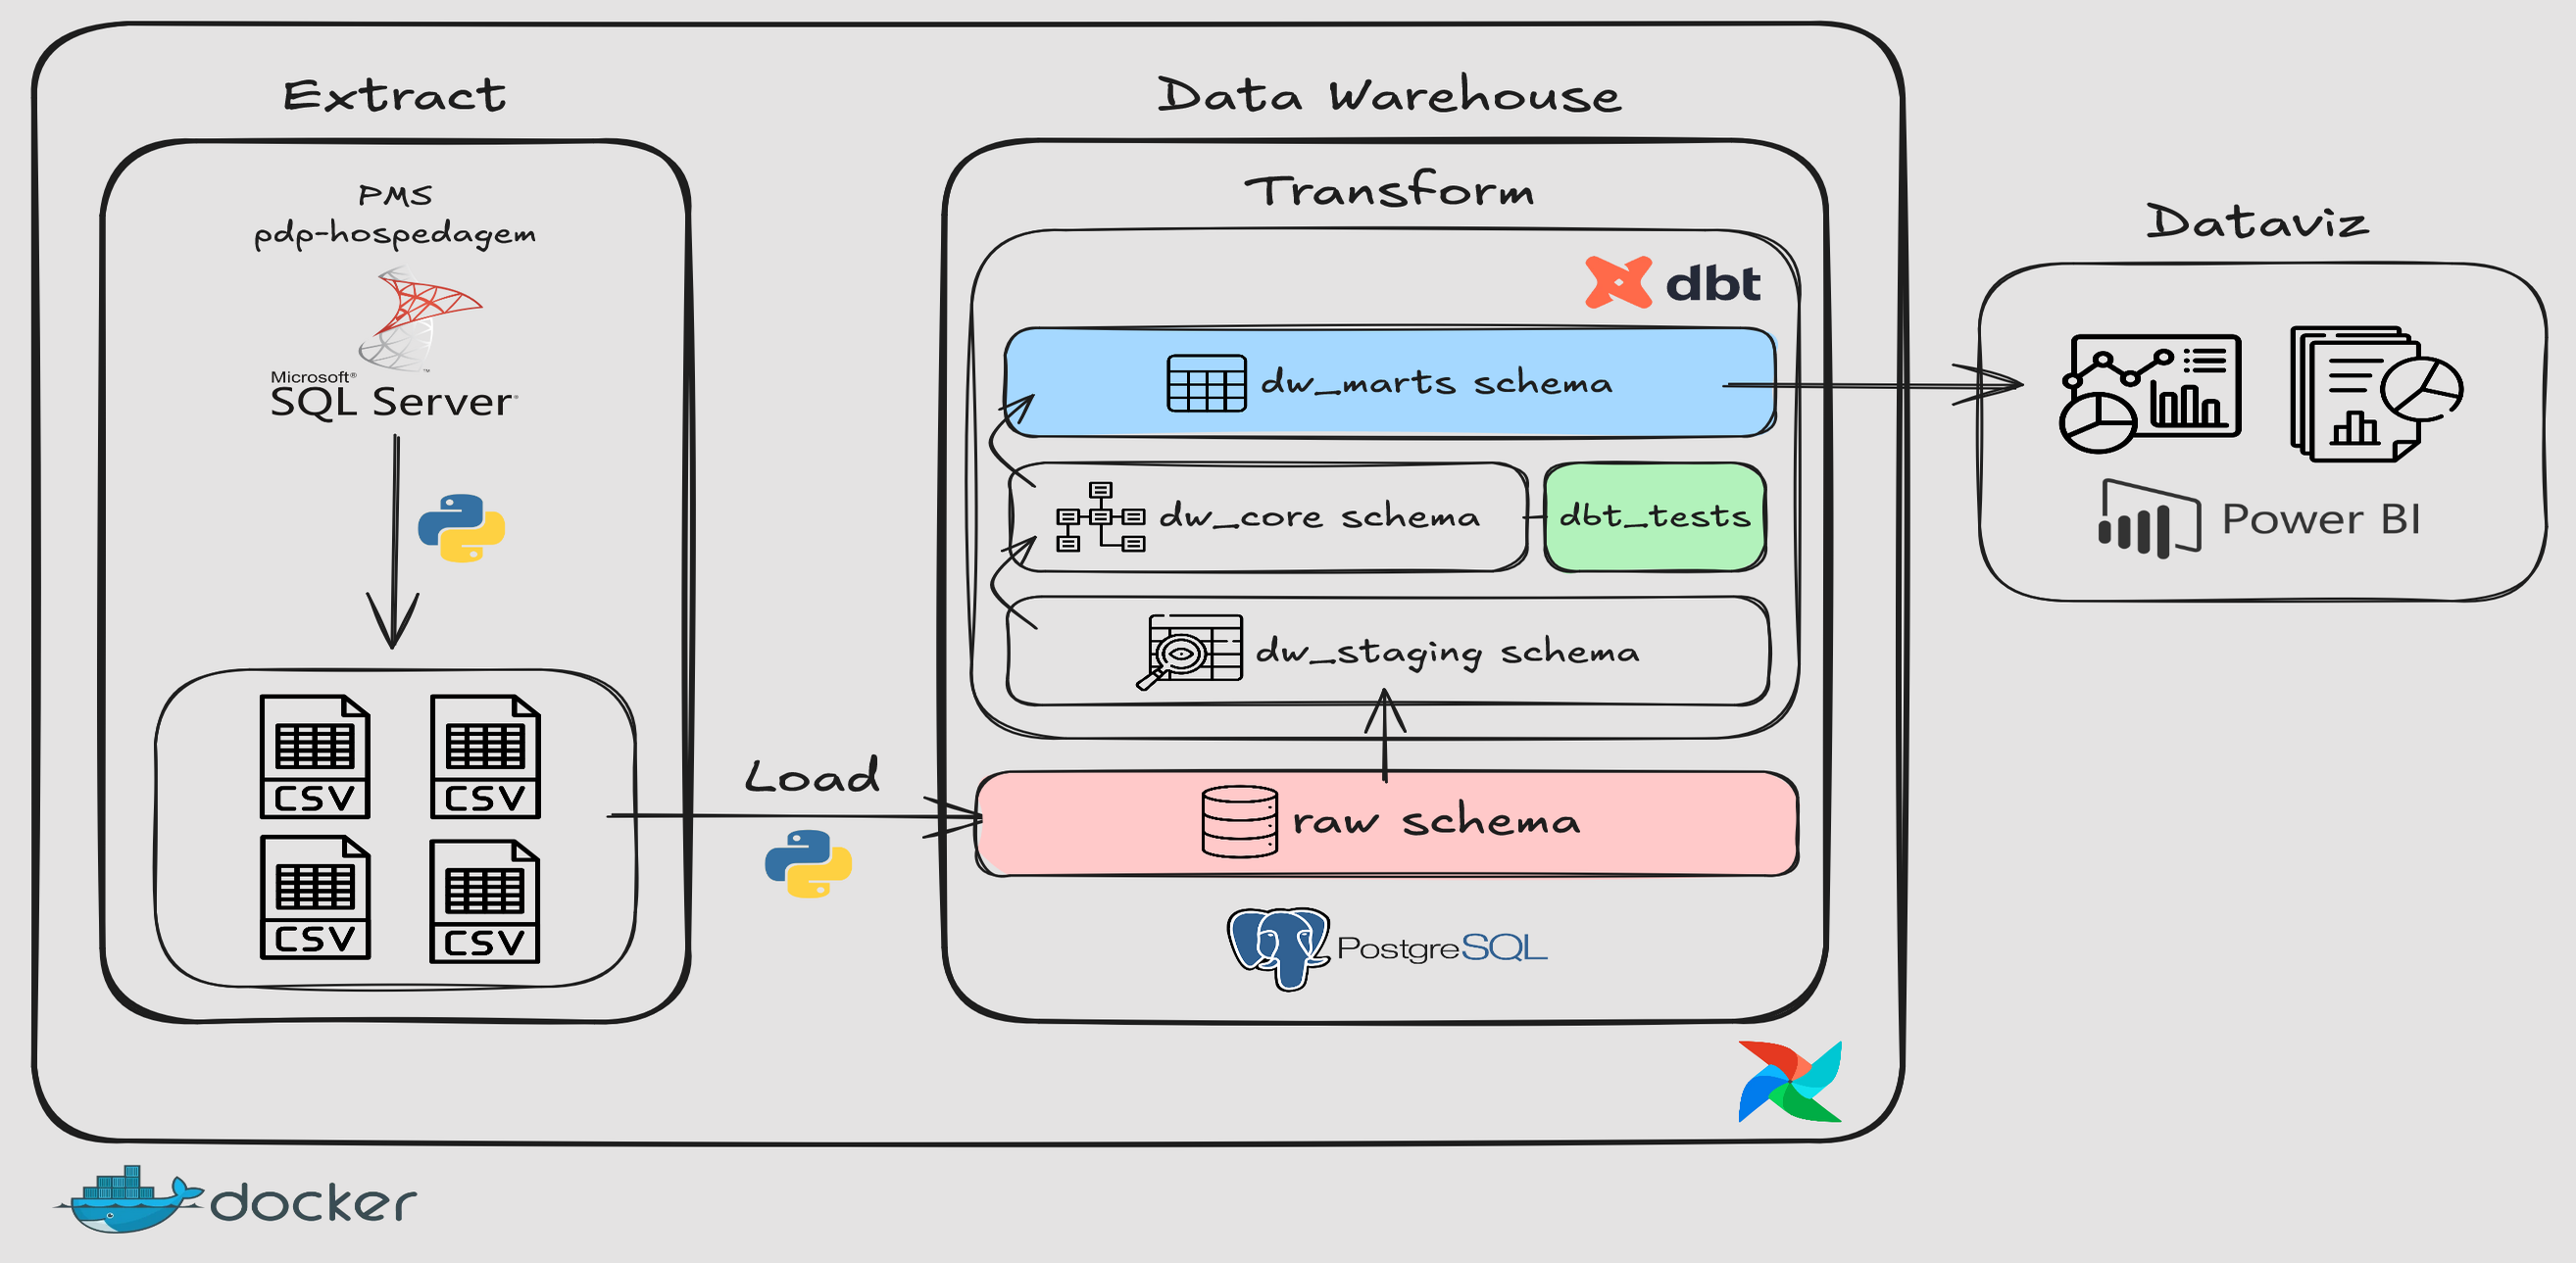 Extract
PMS
pdp-hospedagem
Microsoft®
SQL Server
CSV
CSV
CSV
CSV
Load
Data Warehouse
Transform
dbt
dw_marts schema
dw_core schema
dbt_tests
dw_staging schema
raw schema
PostgreSQL
Dataviz
Power BI
docker